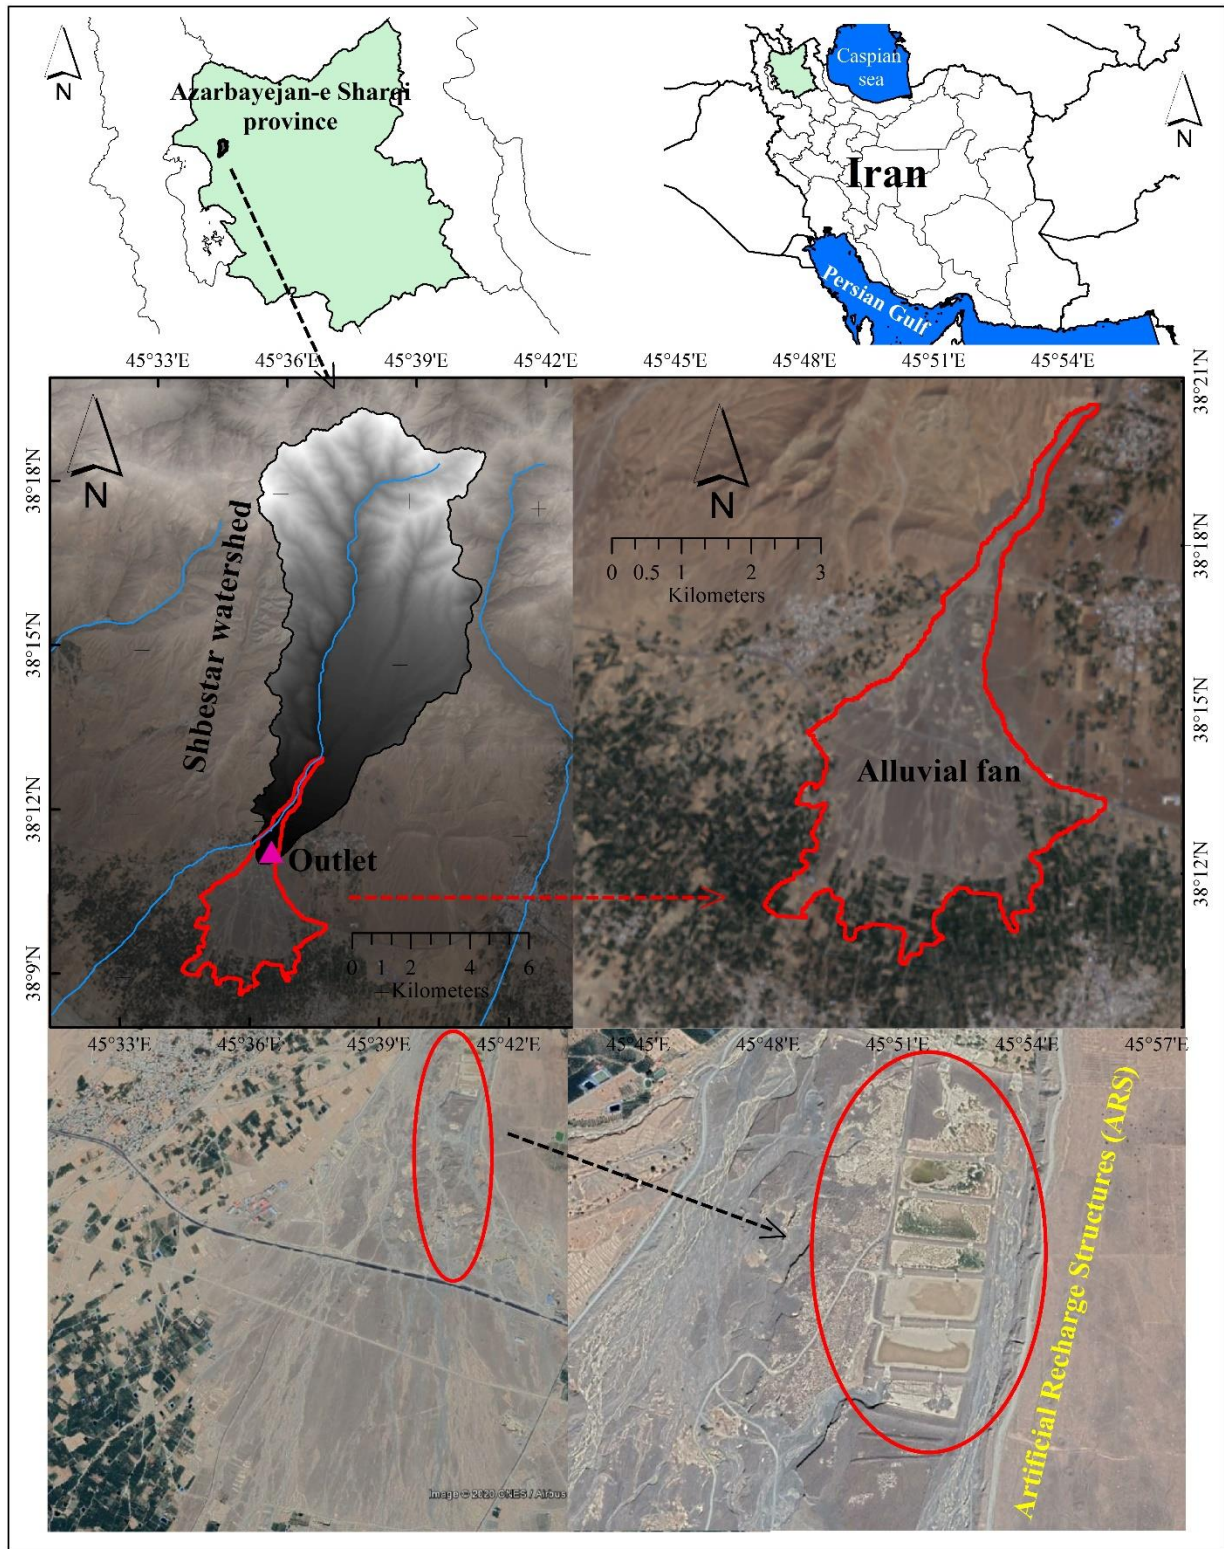 N
Azarbayejan-e Sharqi
province
Caspian
sea
N
Iran
Persian Gulf
45°33'E 45°36'E 45°39'E 45°42'E 45°45'E 45°48'E 45°51'E 45°54'E
38°21'N
38°18'N
38°15'N
38°12'N
38°9'N
N
Shbestar watershed
Outlet
0 1 2 4 6
Kilometers
N
0 0.5 1 2 3
Kilometers
Alluvial fan
38°18'N
38°15'N
38°12'N
45°33'E 45°36'E 45°39'E 45°42'E 45°45'E 45°48'E 45°51'E 45°54'E 45°57'E
Image © 2020 CNES / Airbus
Artificial Recharge Structures (ARS)